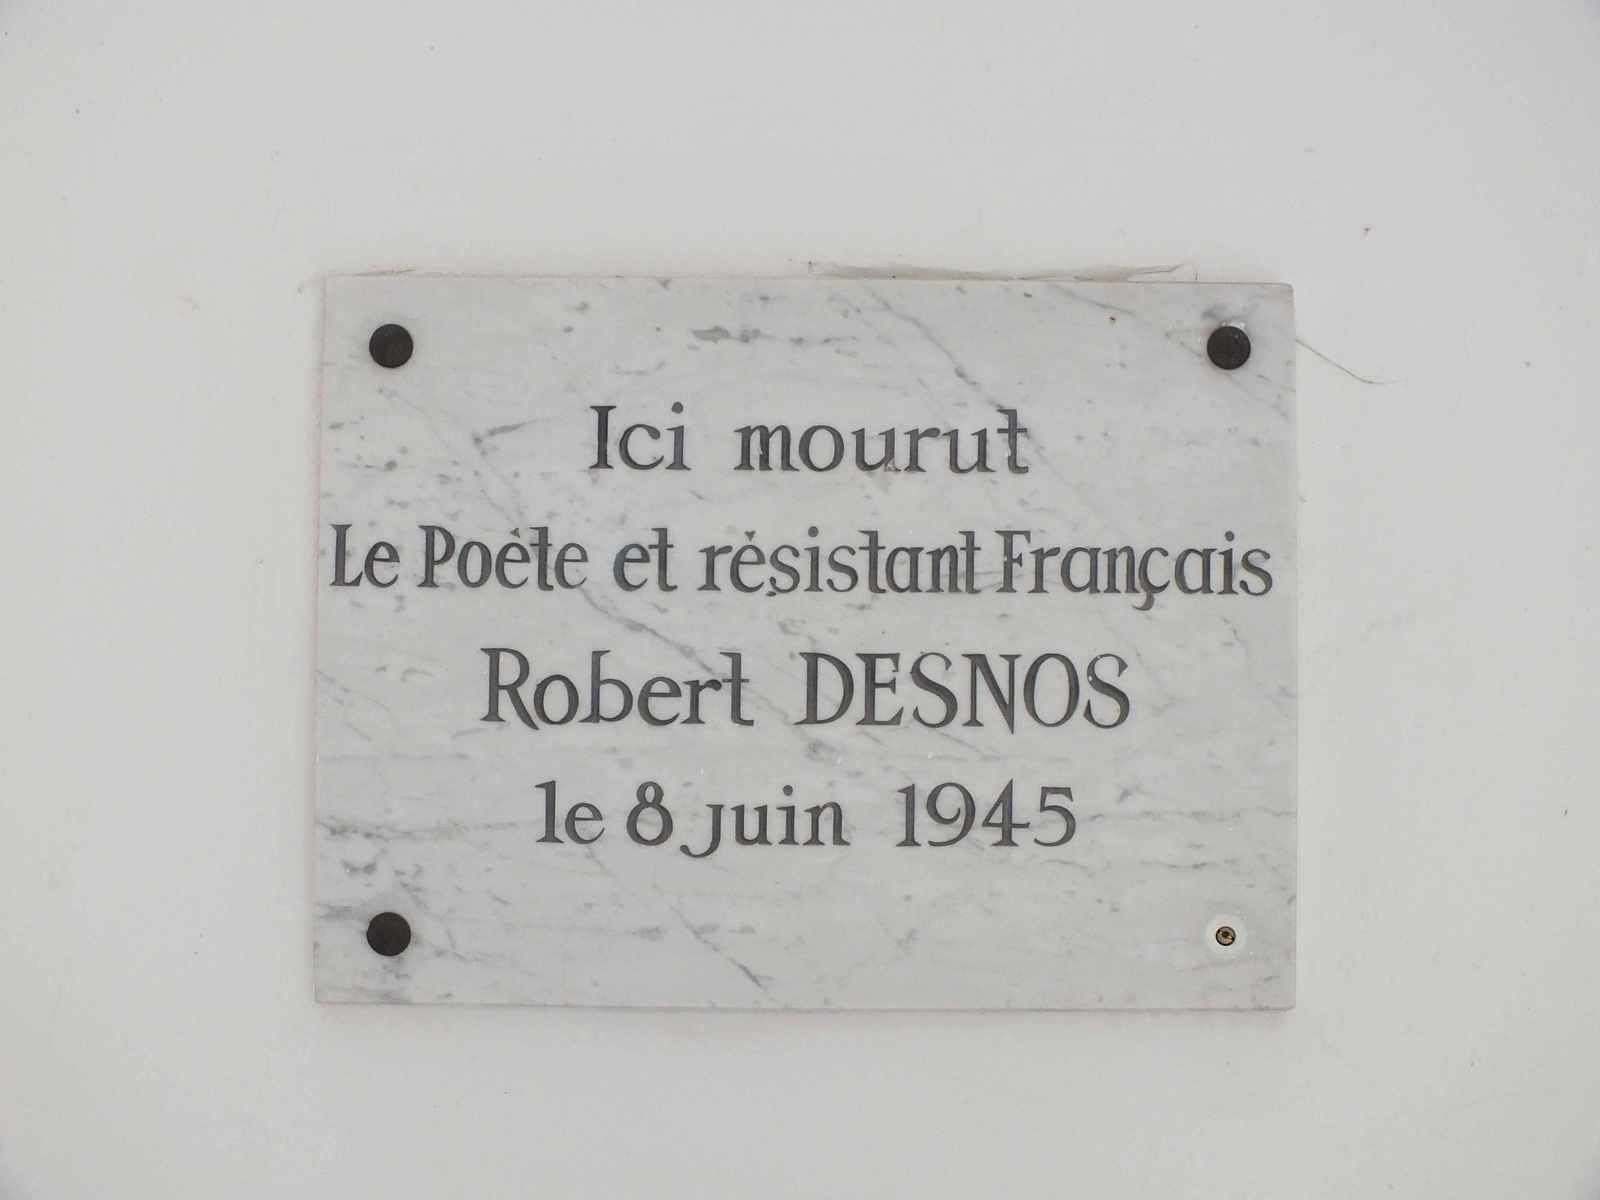 Ici mourut
Le Poète et résistant Français
Robert DESNOS
le 8 juin 1945